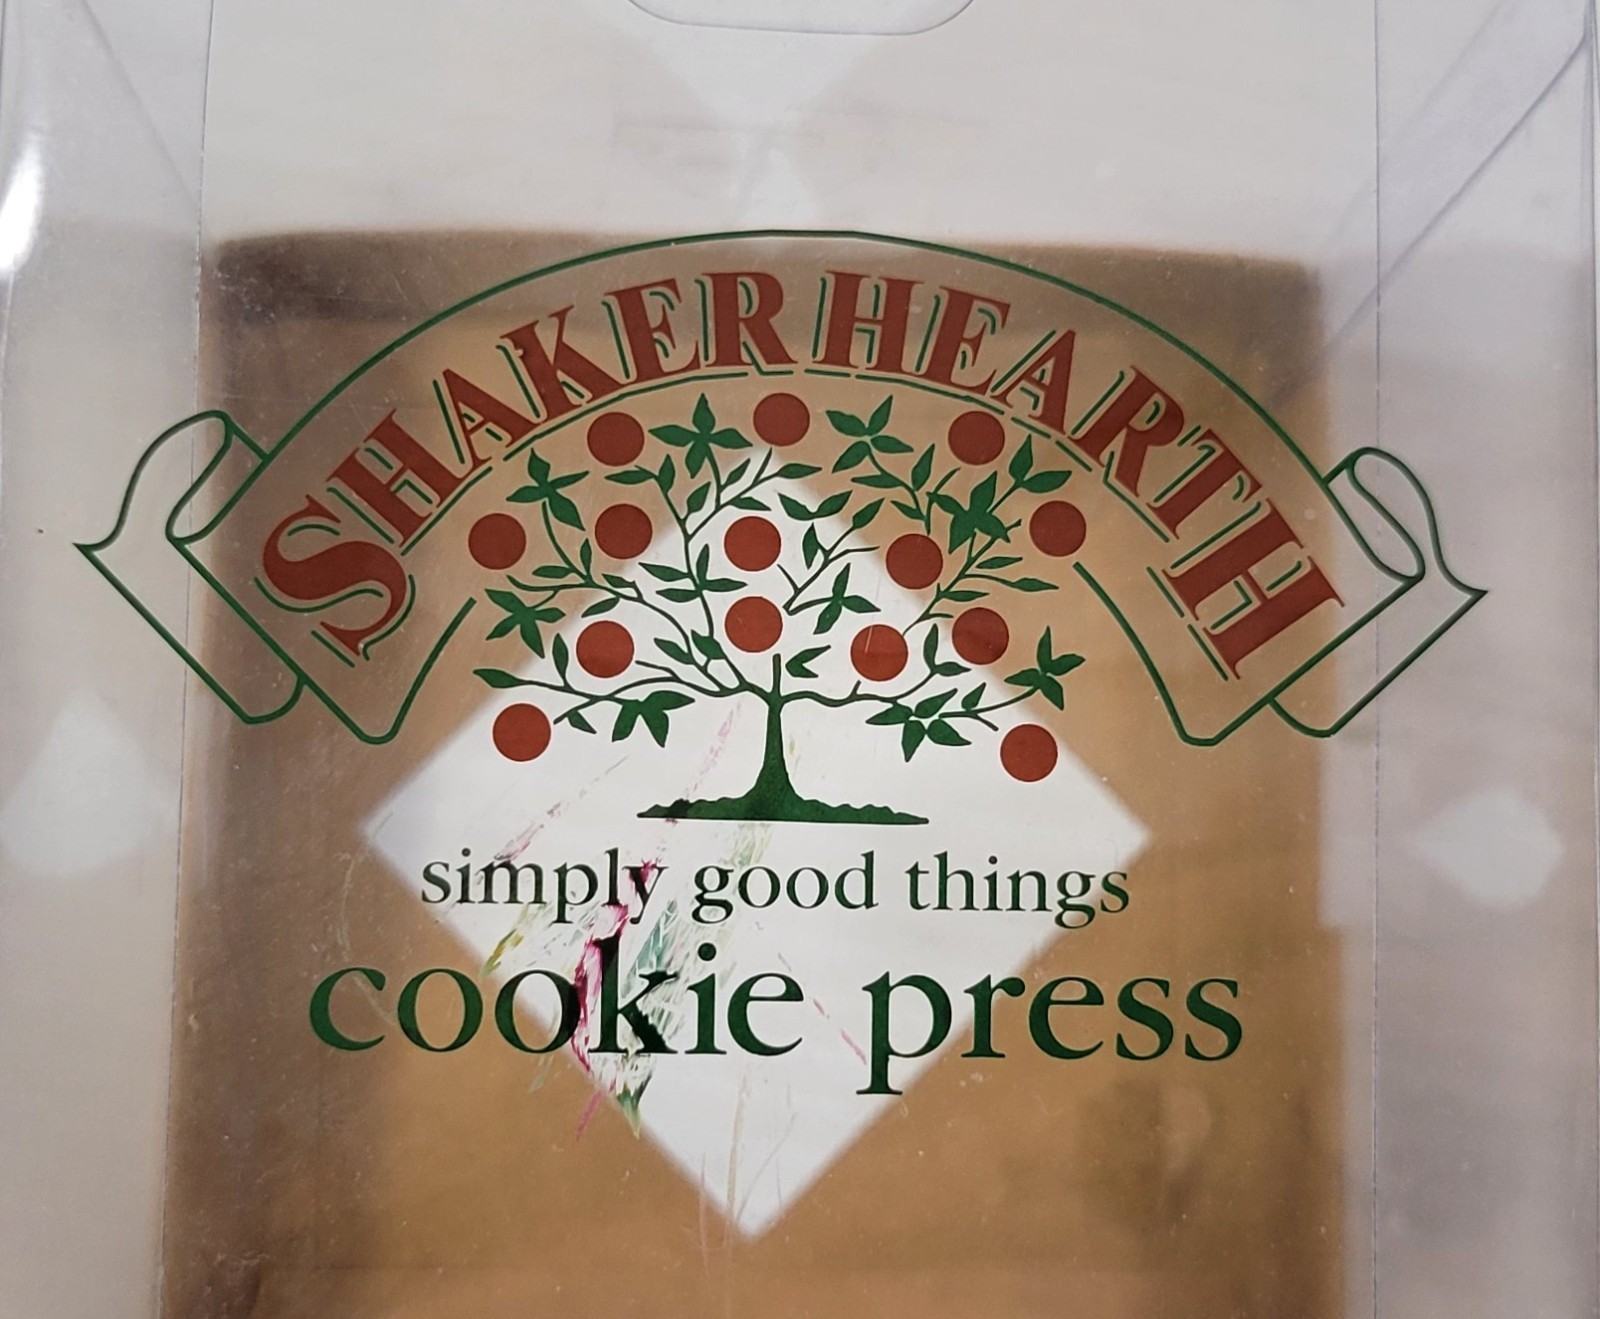 SHAKER HEARTH
simply good things
cookie press